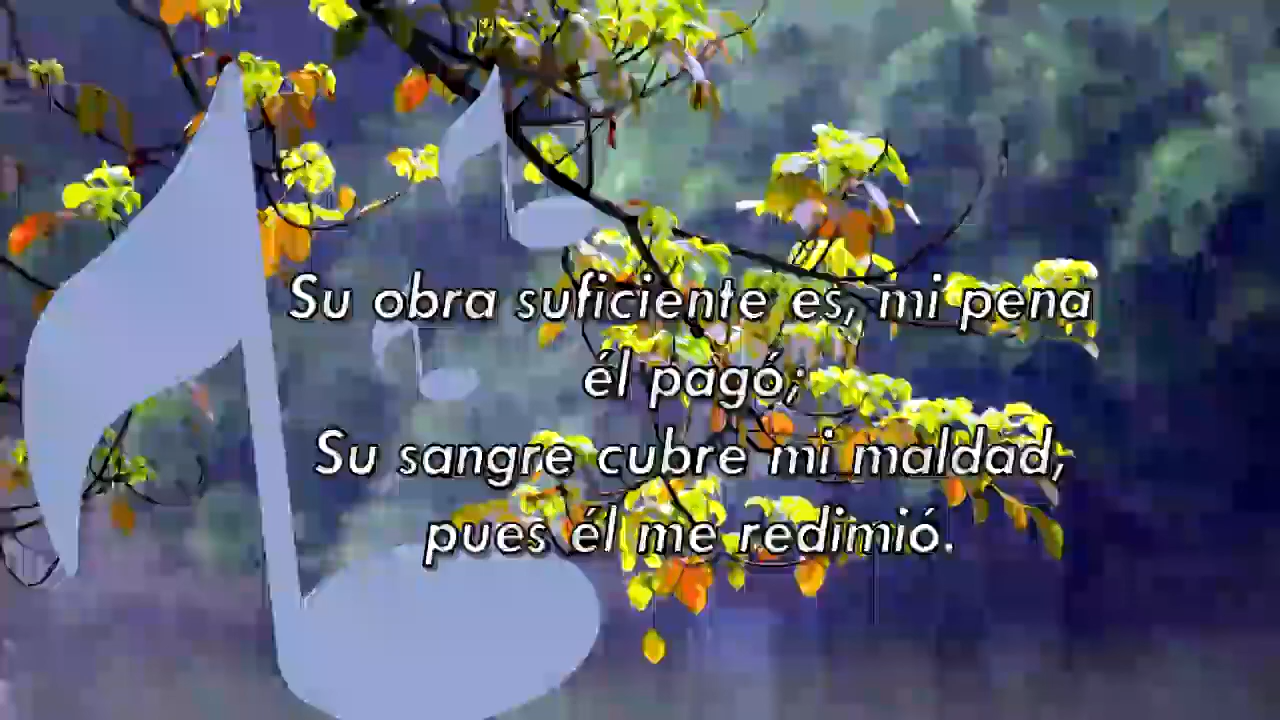 Su obra suficiente es, mi pena
él pagó;
Su sangre cubre mi maldad,
pues él me redimió.